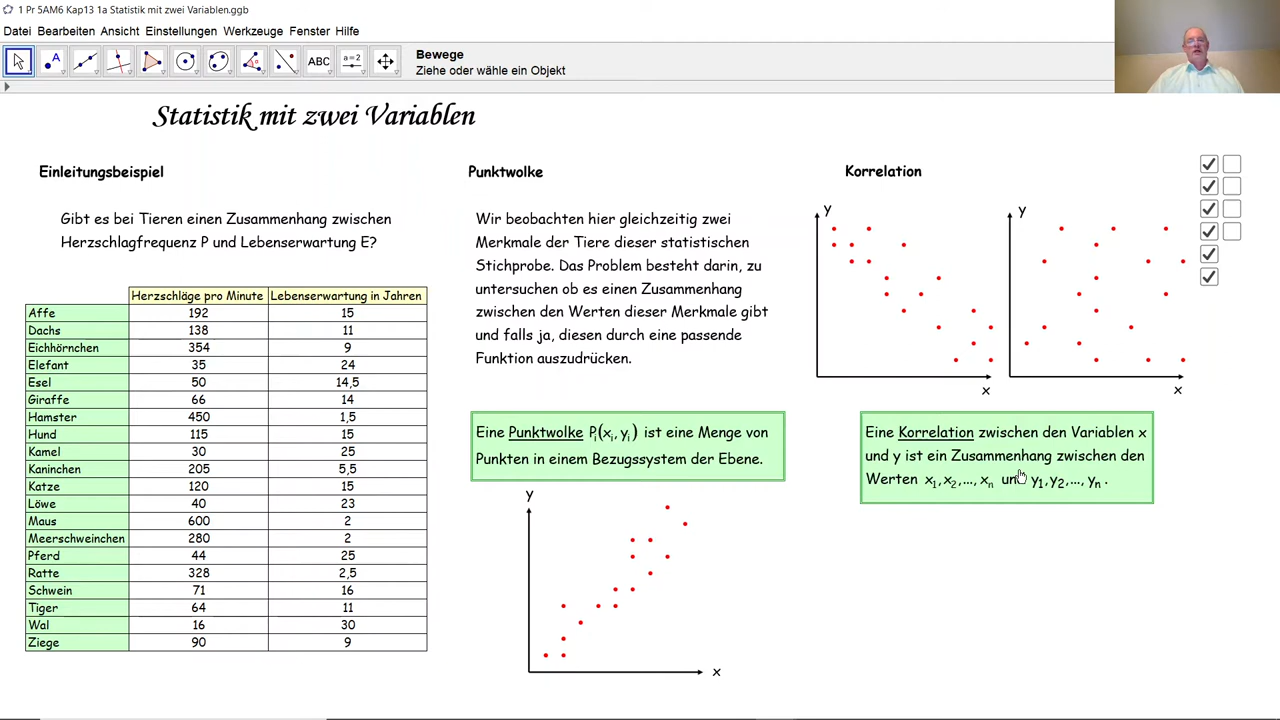 1 Pr 5AM6 Kap13 1a Statistik mit zwei Variablen.ggb
Datei Bearbeiten Ansicht Einstellungen Werkzeuge Fenster Hilfe
ABC
a=2
Bewege
Ziehe oder wähle ein Objekt
Statistik mit zwei Variablen
Einleitungsbeispiel
Gibt es bei Tieren einen Zusammenhang zwischen
Herzschlagfrequenz P und Lebenserwartung E?
Herzschläge pro Minute Lebenserwartung in Jahren
Affe 192 15
Dachs 138 11
Eichhörnchen 354 9
Elefant 35 24
Esel 50 14,5
Giraffe 66 14
Hamster 450 1,5
Hund 115 15
Kamel 30 25
Kaninchen 205 5,5
Katze 120 15
Löwe 40 23
Maus 600 2
Meerschweinchen 280 2
Pferd 44 25
Ratte 328 2,5
Schwein 71 16
Tiger 64 11
Wal 16 30
Ziege 90 9
Punktwolke
Wir beobachten hier gleichzeitig zwei
Merkmale der Tiere dieser statistischen
Stichprobe. Das Problem besteht darin, zu
untersuchen ob es einen Zusammenhang
zwischen den Werten dieser Merkmale gibt
und falls ja, diesen durch eine passende
Funktion auszudrücken.
Eine Punktwolke Pᵢ(xᵢ, yᵢ) ist eine Menge von
Punkten in einem Bezugssystem der Ebene.
y
x
Korrelation
y
x
y
x
Eine Korrelation zwischen den Variablen x
und y ist ein Zusammenhang zwischen den
Werten x₁, x₂, ..., xₙ und y₁, y₂, ..., yₙ .